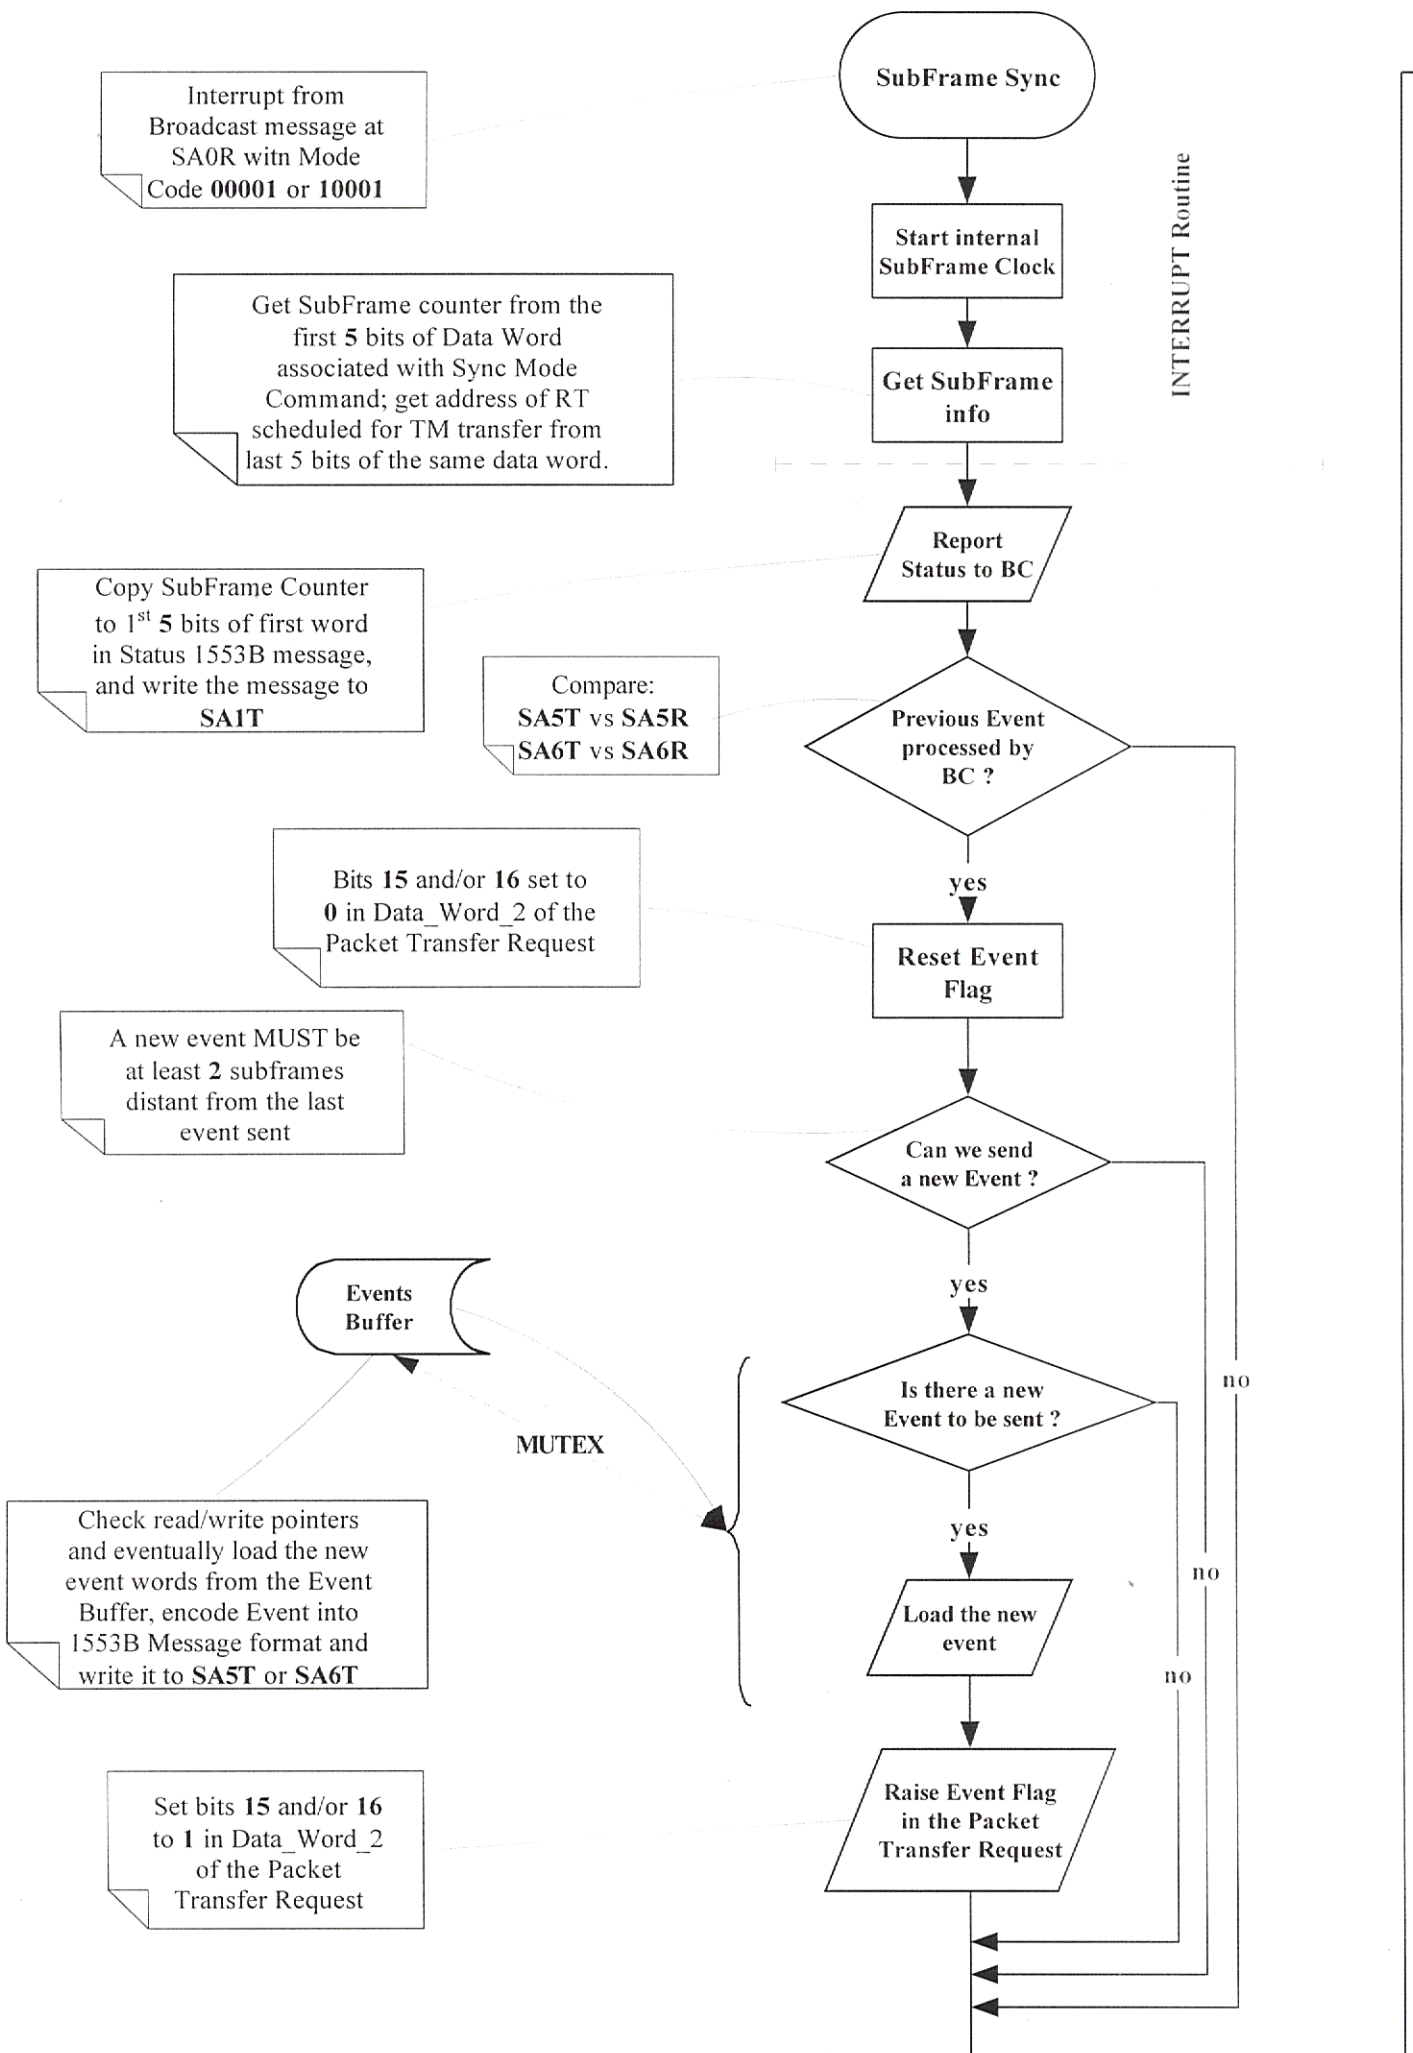 SubFrame Sync
Interrupt from
Broadcast message at
SA0R witn Mode
Code 00001 or 10001
INTERRUPT Routine
Start internal
SubFrame Clock
Get SubFrame counter from the
first 5 bits of Data Word
associated with Sync Mode
Command; get address of RT
scheduled for TM transfer from
last 5 bits of the same data word.
Get SubFrame
info
Report
Status to BC
Copy SubFrame Counter
to 1st 5 bits of first word
in Status 1553B message,
and write the message to
SA1T
Compare:
SA5T vs SA5R
SA6T vs SA6R
Previous Event
processed by
BC ?
yes
Bits 15 and/or 16 set to
0 in Data_Word_2 of the
Packet Transfer Request
Reset Event
Flag
A new event MUST be
at least 2 subframes
distant from the last
event sent
Can we send
a new Event ?
yes
Events
Buffer
Is there a new
Event to be sent ?
no
MUTEX
yes
no
Check read/write pointers
and eventually load the new
event words from the Event
Buffer, encode Event into
1553B Message format and
write it to SA5T or SA6T
Load the new
event
no
Set bits 15 and/or 16
to 1 in Data_Word_2
of the Packet
Transfer Request
Raise Event Flag
in the Packet
Transfer Request